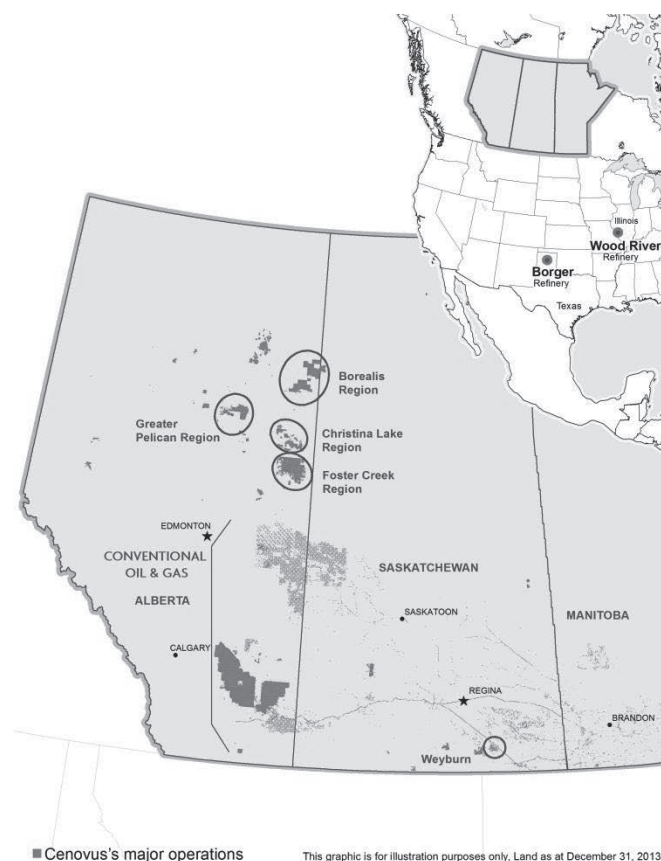 Illinois
Wood River
Refinery
Borger
Refinery
Texas
Borealis
Region
Greater
Pelican Region
Christina Lake
Region
Foster Creek
Region
EDMONTON
CONVENTIONAL
OIL & GAS
ALBERTA
SASKATCHEWAN
SASKATOON
MANITOBA
CALGARY
REGINA
BRANDON
Weyburn
Cenovus's major operations
This graphic is for illustration purposes only. Land as at December 31, 2013